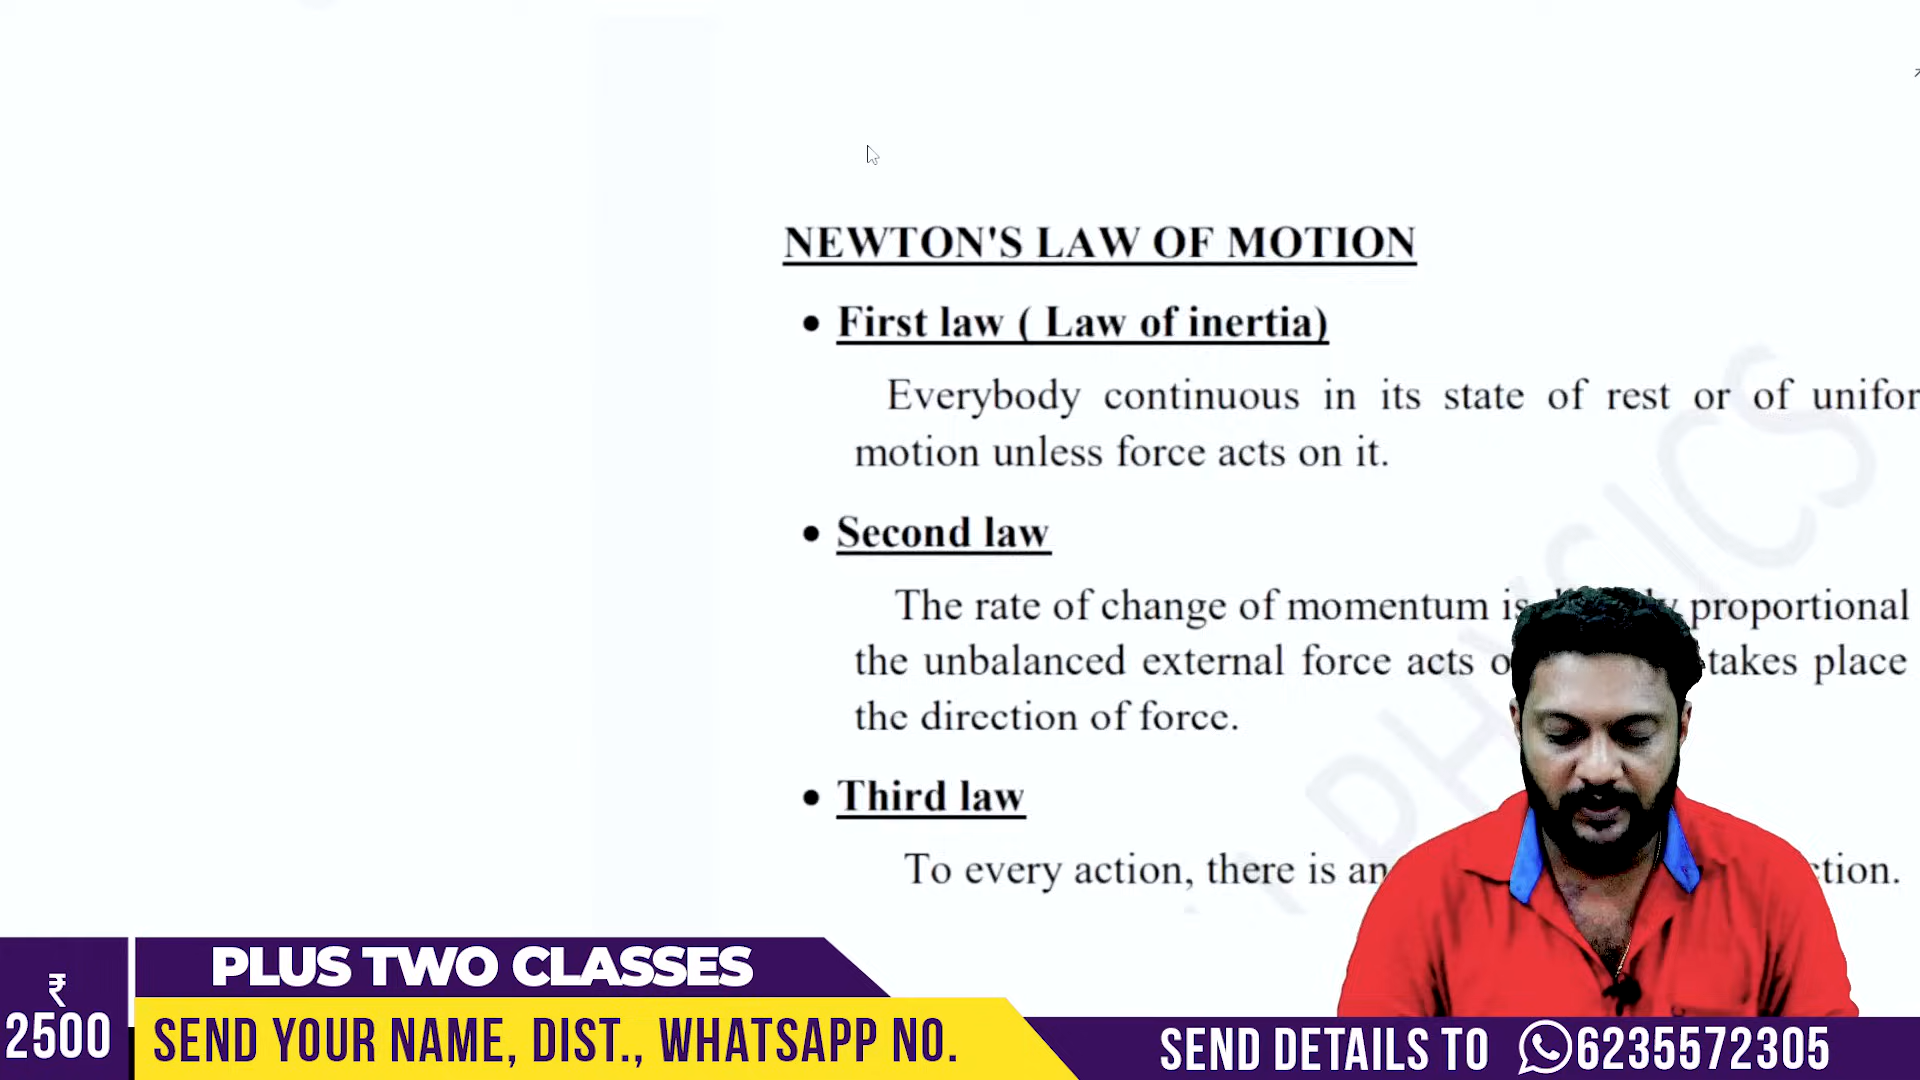 NEWTON'S LAW OF MOTION
• First law ( Law of inertia)
Everybody continuous in its state of rest or of unifor
motion unless force acts on it.
• Second law
The rate of change of momentum is proportional
the unbalanced external force acts takes place
the direction of force.
• Third law
To every action, there is an ction.
PHYSICS
PLUS TWO CLASSES
₹
2500
SEND YOUR NAME, DIST., WHATSAPP NO.
SEND DETAILS TO 6235572305